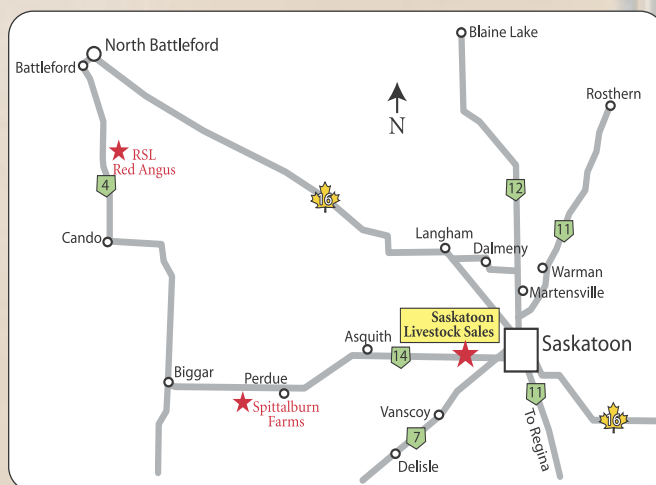 North Battleford
Battleford
Blaine Lake
Rosthern
N
RSL
Red Angus
4
16
12
11
Cando
Langham
Dalmeny
Warman
Martensville
Saskatoon
Livestock Sales
Asquith
14
Saskatoon
Biggar
Perdue
Spittalburn
Farms
Vanscoy
7
Delisle
11
To Regina
16